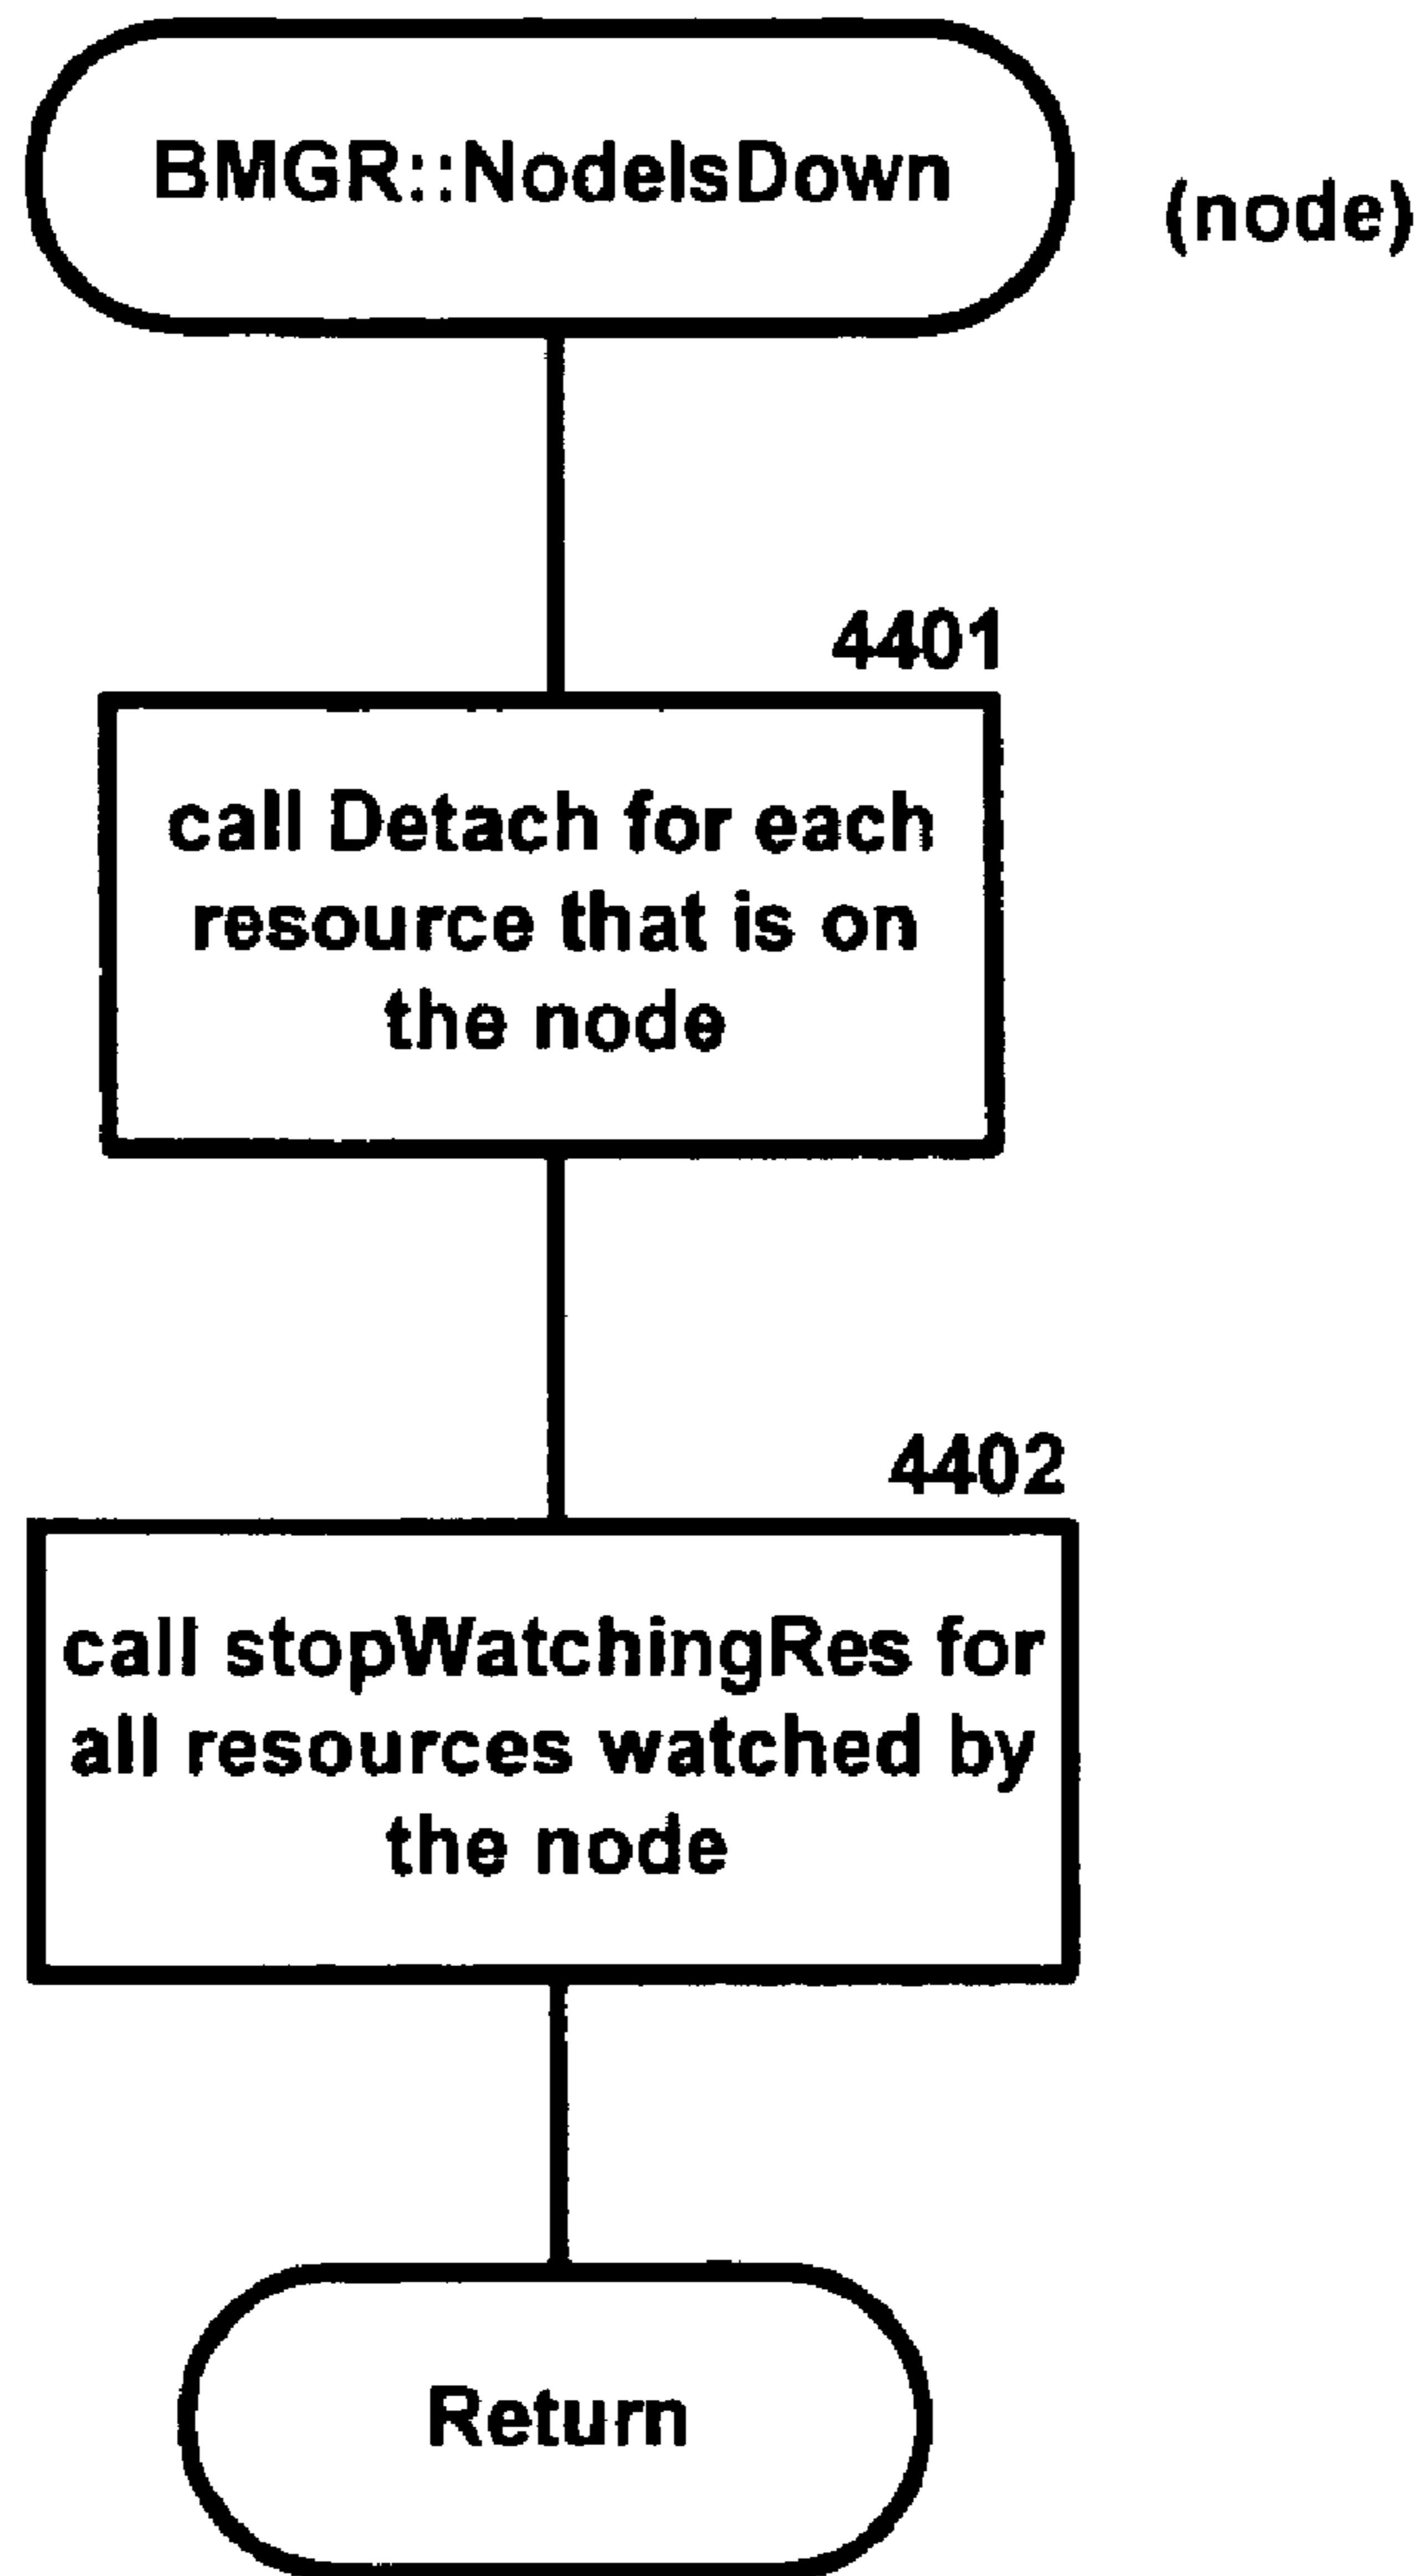 BMGR::NodeIsDown
(node)
4401
call Detach for each
resource that is on
the node
4402
call stopWatchingRes for
all resources watched by
the node
Return